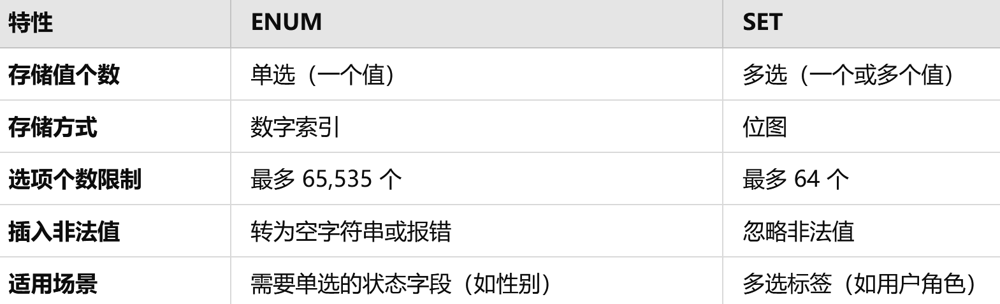 特性 ENUM SET
存储值个数 单选（一个值） 多选（一个或多个值）
存储方式 数字索引 位图
选项个数限制 最多 65,535 个 最多 64 个
插入非法值 转为空字符串或报错 忽略非法值
适用场景 需要单选的状态字段（如性别） 多选标签（如用户角色）